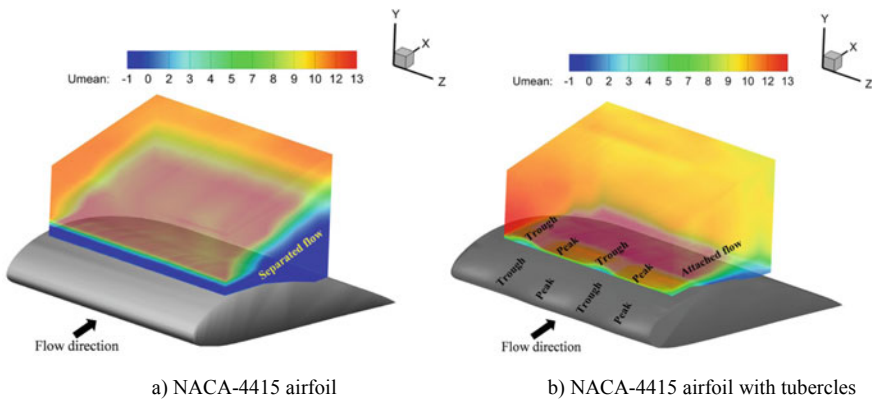 Y
X
Z
Umean: -1 0 2 3 4 5 7 8 9 10 12 13
Separated flow
Flow direction
a) NACA-4415 airfoil
Y
X
Z
Umean: -1 0 2 3 4 5 7 8 9 10 12 13
Trough
Peak
Trough
Peak
Attached flow
Trough
Peak
Trough
Peak
Flow direction
b) NACA-4415 airfoil with tubercles